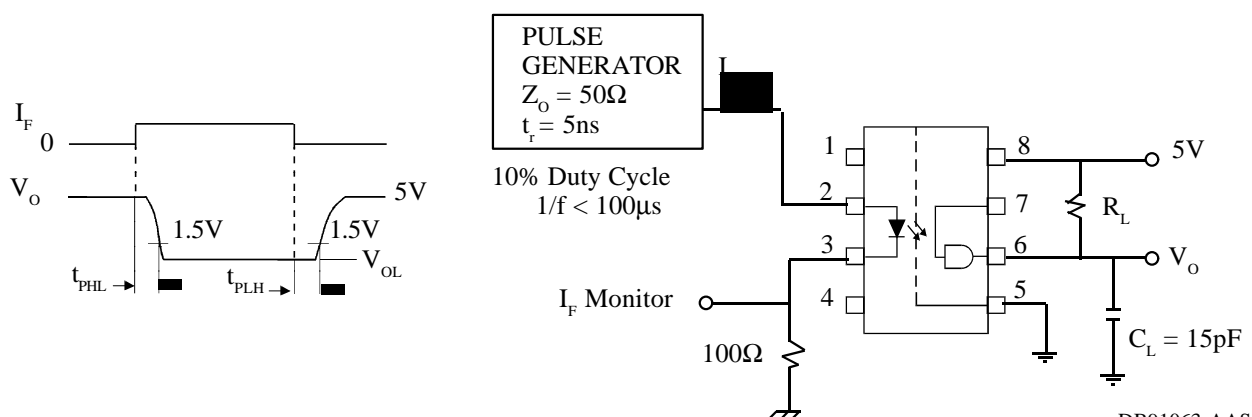 PULSE
GENERATOR
Z_O = 50Ω
t_r = 5ns
10% Duty Cycle
1/f < 100μs
I_F
0
V_O
5V
1.5V
1.5V
V_OL
t_PHL
t_PLH
1
2
3
4
8
7
6
5
5V
R_L
V_O
I_F Monitor
100Ω
C_L = 15pF